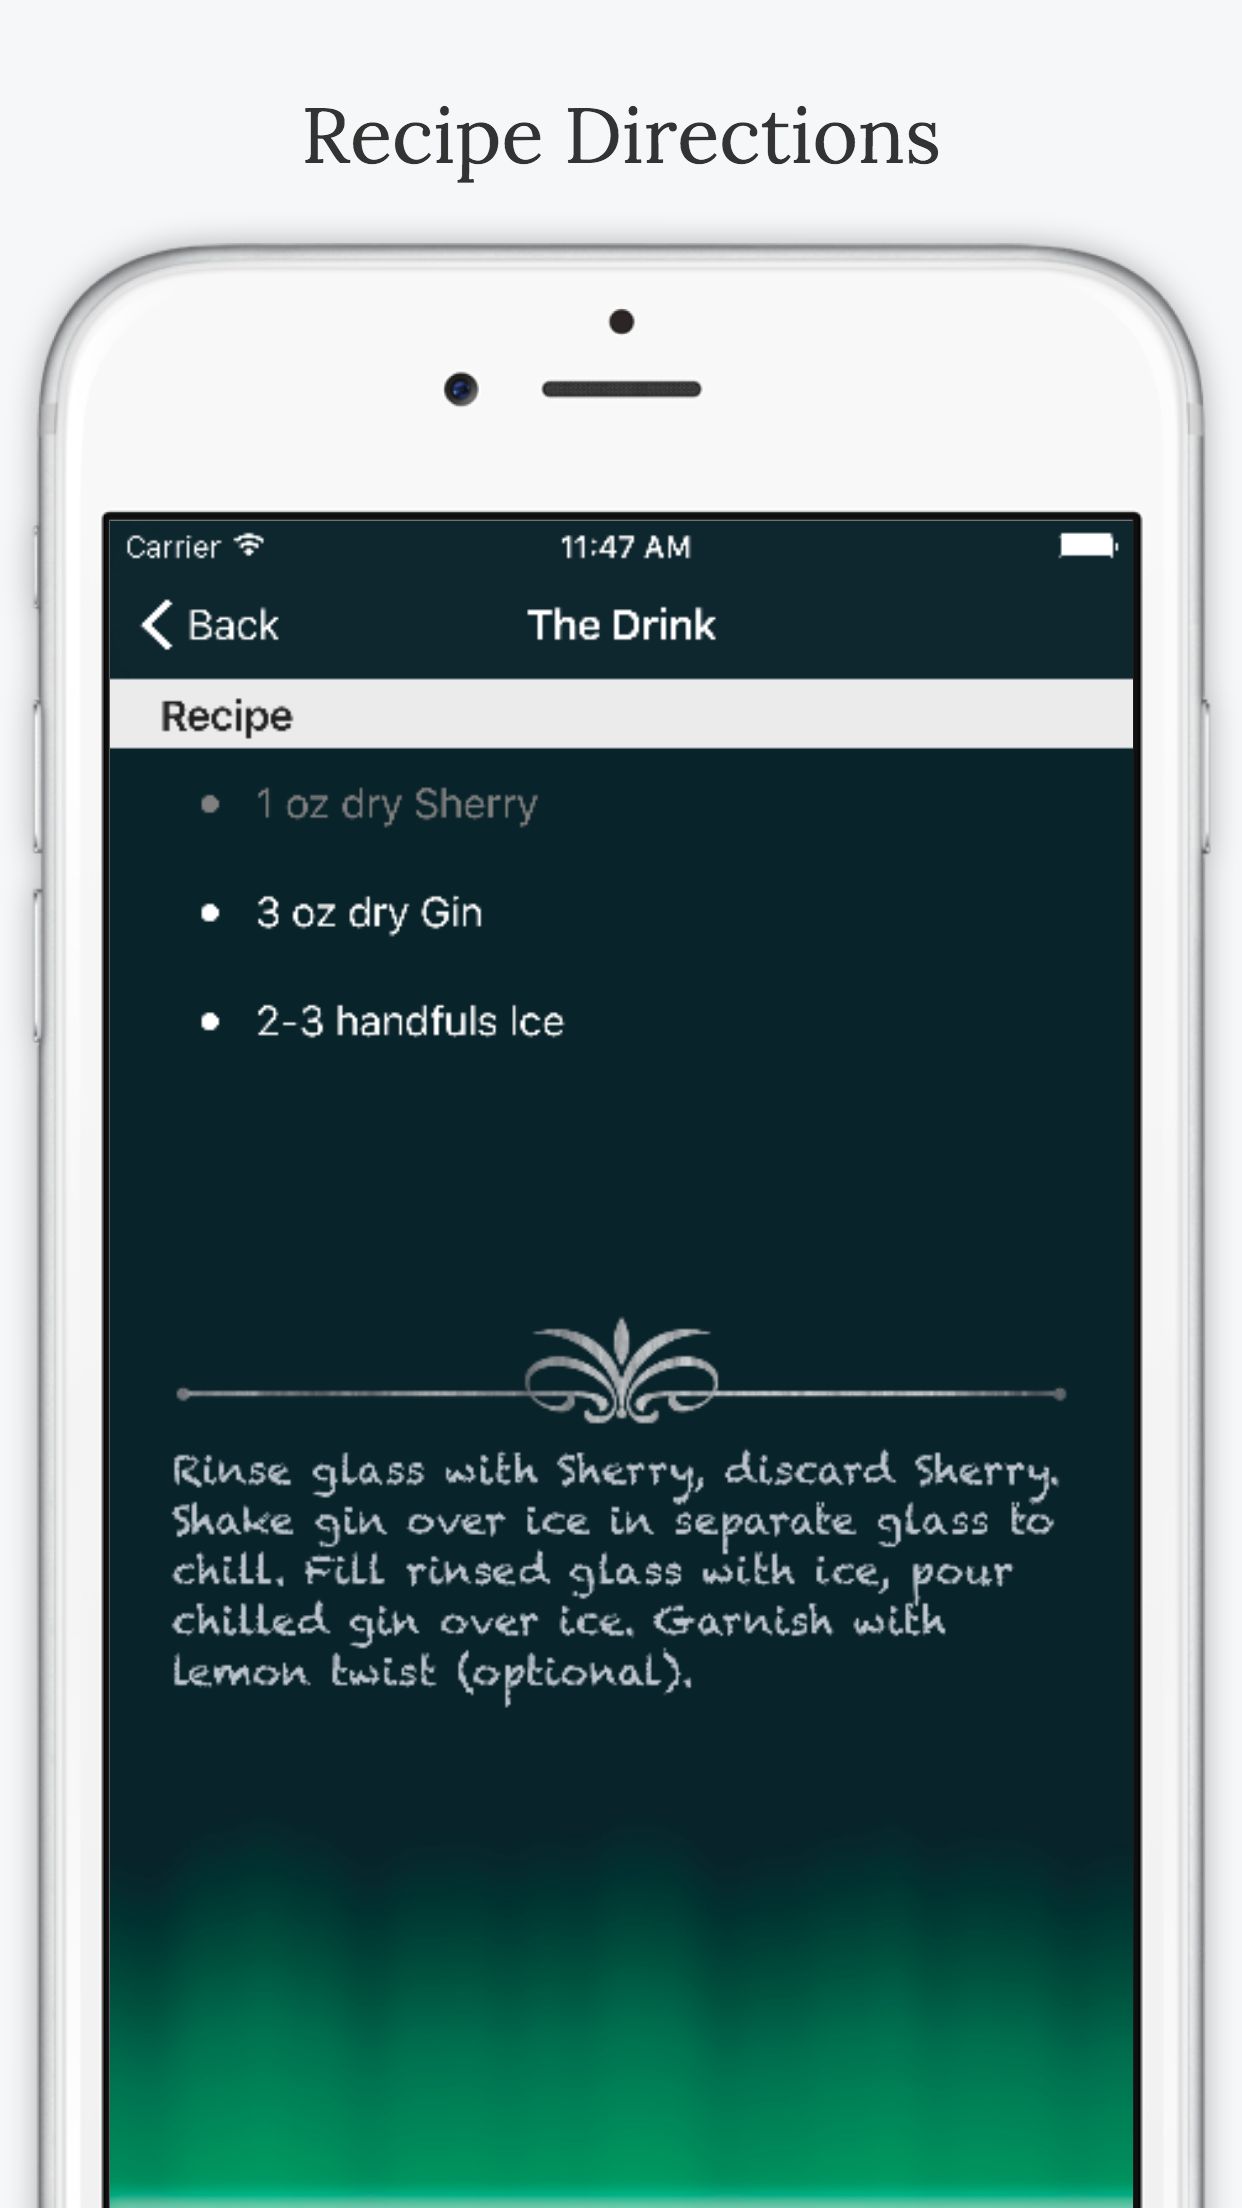 Recipe Directions
Carrier 11:47 AM
Back The Drink
Recipe
• 1 oz dry Sherry
• 3 oz dry Gin
• 2-3 handfuls Ice
Rinse glass with Sherry, discard Sherry.
Shake gin over ice in separate glass to
chill. Fill rinsed glass with ice, pour
chilled gin over ice. Garnish with
lemon twist (optional).